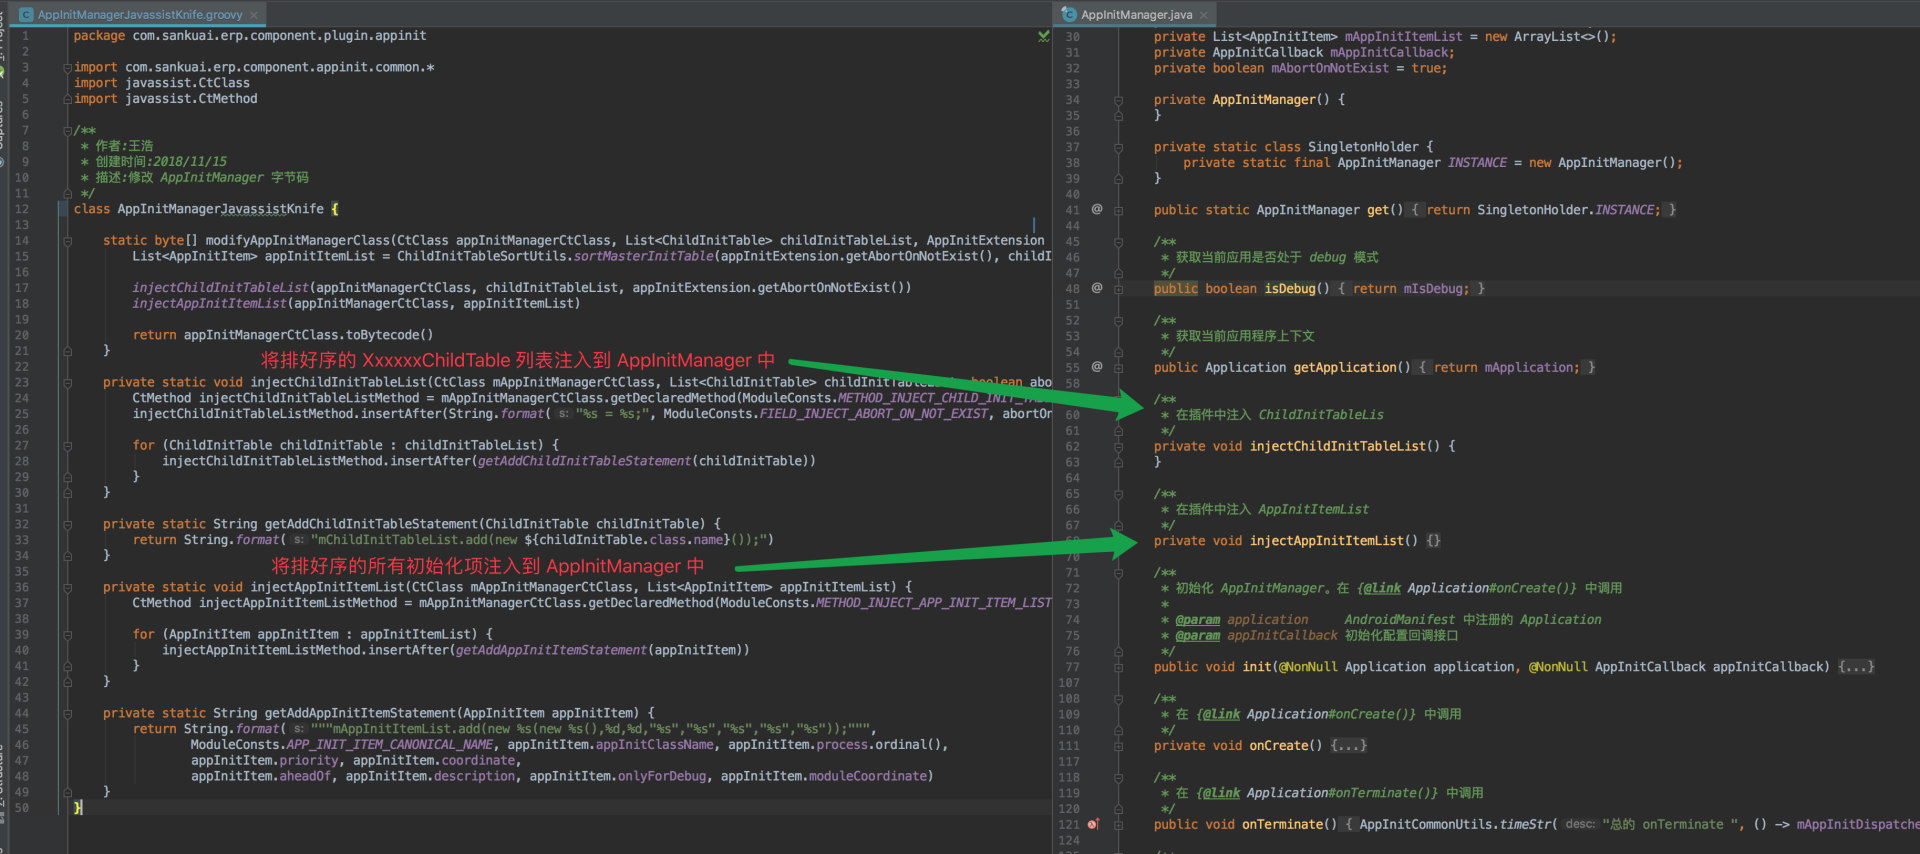 AppInitManagerJavassistKnife.groovy
1 package com.sankuai.erp.component.plugin.appinit
2
3 import com.sankuai.erp.component.appinit.common.*
4 import javassist.CtClass
5 import javassist.CtMethod
6
7 /**
8 * 作者:王浩
9 * 创建时间:2018/11/15
10 * 描述:修改 AppInitManager 字节码
11 */
12 class AppInitManagerJavassistKnife {
13
14 static byte[] modifyAppInitManagerClass(CtClass appInitManagerCtClass, List<ChildInitTable> childInitTableList, AppInitExtension
15 List<AppInitItem> appInitItemList = ChildInitTableSortUtils.sortMasterInitTable(appInitExtension.getAbortOnNotExist(), childI
16
17 injectChildInitTableList(appInitManagerCtClass, childInitTableList, appInitExtension.getAbortOnNotExist())
18 injectAppInitItemList(appInitManagerCtClass, appInitItemList)
19
20 return appInitManagerCtClass.toBytecode()
21 }
将排好序的 XxxxxxChildTable 列表注入到 AppInitManager 中
22
23 private static void injectChildInitTableList(CtClass mAppInitManagerCtClass, List<ChildInitTable> childInitTableList, boolean abo
24 CtMethod injectChildInitTableListMethod = mAppInitManagerCtClass.getDeclaredMethod(ModuleConsts.METHOD_INJECT_CHILD_INIT_TABL
25 injectChildInitTableListMethod.insertAfter(String.format( s: "%s = %s;", ModuleConsts.FIELD_INJECT_ABORT_ON_NOT_EXIST, abortOn
26
27 for (ChildInitTable childInitTable : childInitTableList) {
28 injectChildInitTableListMethod.insertAfter(getAddChildInitTableStatement(childInitTable))
29 }
30 }
31
32 private static String getAddChildInitTableStatement(ChildInitTable childInitTable) {
33 return String.format( s: "mChildInitTableList.add(new ${childInitTable.class.name}());")
34 }
将排好序的所有初始化项注入到 AppInitManager 中
35
36 private static void injectAppInitItemList(CtClass mAppInitManagerCtClass, List<AppInitItem> appInitItemList) {
37 CtMethod injectAppInitItemListMethod = mAppInitManagerCtClass.getDeclaredMethod(ModuleConsts.METHOD_INJECT_APP_INIT_ITEM_LIST
38
39 for (AppInitItem appInitItem : appInitItemList) {
40 injectAppInitItemListMethod.insertAfter(getAddAppInitItemStatement(appInitItem))
41 }
42 }
43
44 private static String getAddAppInitItemStatement(AppInitItem appInitItem) {
45 return String.format( s: """mAppInitItemList.add(new %s(new %s(),%d,%d,"%s","%s","%s","%s","%s"));""",
46 ModuleConsts.APP_INIT_ITEM_CANONICAL_NAME, appInitItem.appInitClassName, appInitItem.process.ordinal(),
47 appInitItem.priority, appInitItem.coordinate,
48 appInitItem.aheadOf, appInitItem.description, appInitItem.onlyForDebug, appInitItem.moduleCoordinate)
49 }
50 }
AppInitManager.java
30 private List<AppInitItem> mAppInitItemList = new ArrayList<>();
31 private AppInitCallback mAppInitCallback;
32 private boolean mAbortOnNotExist = true;
33
34 private AppInitManager() {
35 }
36
37 private static class SingletonHolder {
38 private static final AppInitManager INSTANCE = new AppInitManager();
39 }
40
41 public static AppInitManager get() { return SingletonHolder.INSTANCE; }
44
45 /**
46 * 获取当前应用是否处于 debug 模式
47 */
48 public boolean isDebug() { return mIsDebug; }
51
52 /**
53 * 获取当前应用程序上下文
54 */
55 public Application getApplication() { return mApplication; }
58
/**
60 * 在插件中注入 ChildInitTableLis
61 */
62 private void injectChildInitTableList() {
63 }
64
65 /**
66 * 在插件中注入 AppInitItemList
67 */
private void injectAppInitItemList() {}
70
71 /**
72 * 初始化 AppInitManager。在 {@link Application#onCreate()} 中调用
73 *
74 * @param application AndroidManifest 中注册的 Application
75 * @param appInitCallback 初始化配置回调接口
76 */
77 public void init(@NonNull Application application, @NonNull AppInitCallback appInitCallback) {...}
107
108 /**
109 * 在 {@link Application#onCreate()} 中调用
110 */
111 private void onCreate() {...}
117
118 /**
119 * 在 {@link Application#onTerminate()} 中调用
120 */
121 public void onTerminate() { AppInitCommonUtils.timeStr( desc: "总的 onTerminate ", () -> mAppInitDispatche
124